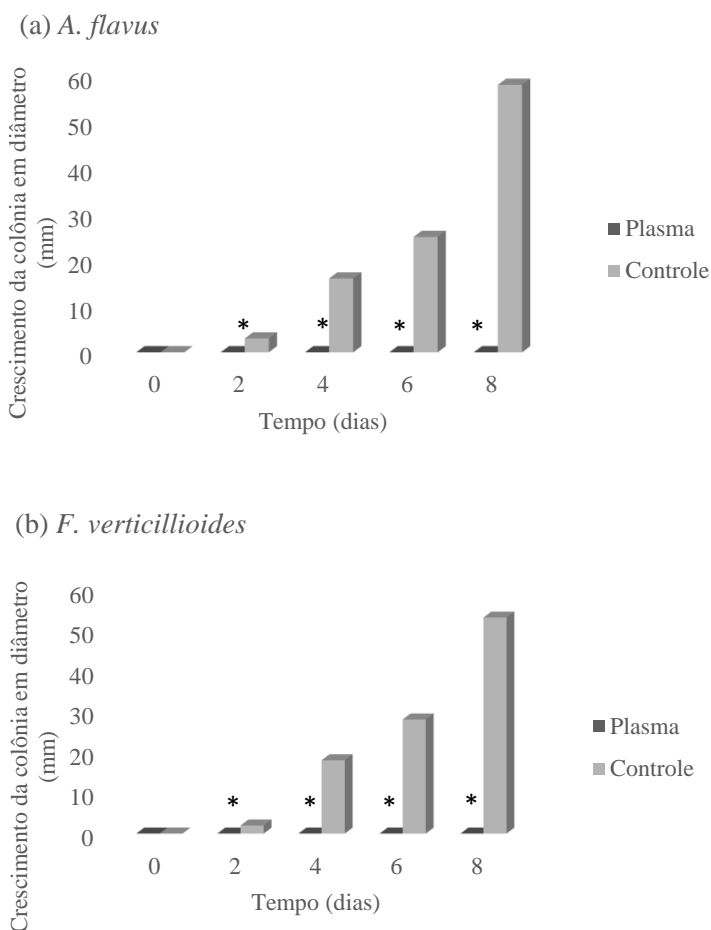 (a) A. flavus
Crescimento da colônia em diâmetro
(mm)
60
50
40
30
20
10
0
* * * *
0 2 4 6 8
Tempo (dias)
Plasma
Controle
(b) F. verticillioides
Crescimento da colônia em diâmetro
(mm)
60
50
40
30
20
10
0
* * * *
0 2 4 6 8
Tempo (dias)
Plasma
Controle